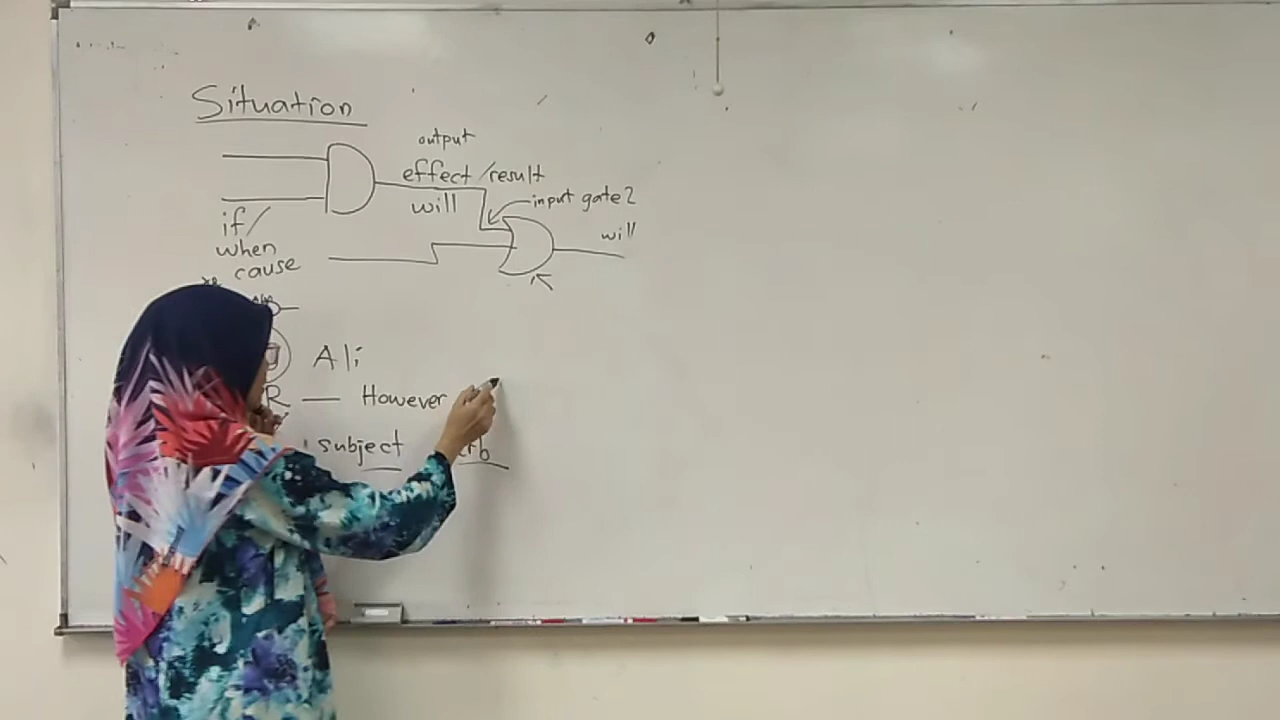 Situation
output
effect/result
will
input gate 2
will
if/
when
cause
Ali
R — However
subject